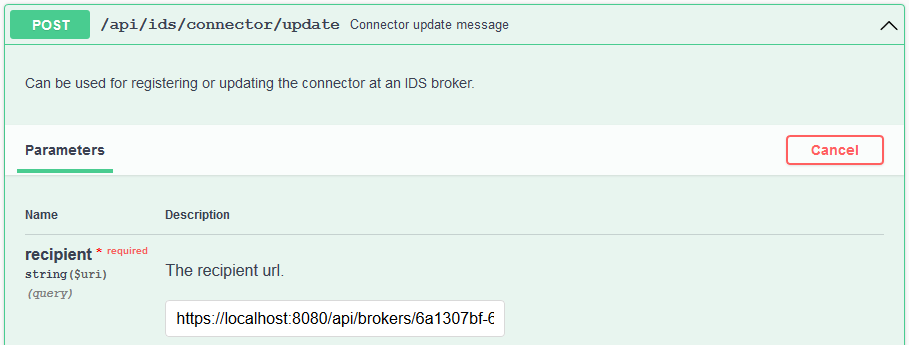 POST /api/ids/connector/update Connector update message
Can be used for registering or updating the connector at an IDS broker.
Parameters Cancel
Name Description
recipient * required
string($uri)
(query)
The recipient url.
https://localhost:8080/api/brokers/6a1307bf-6